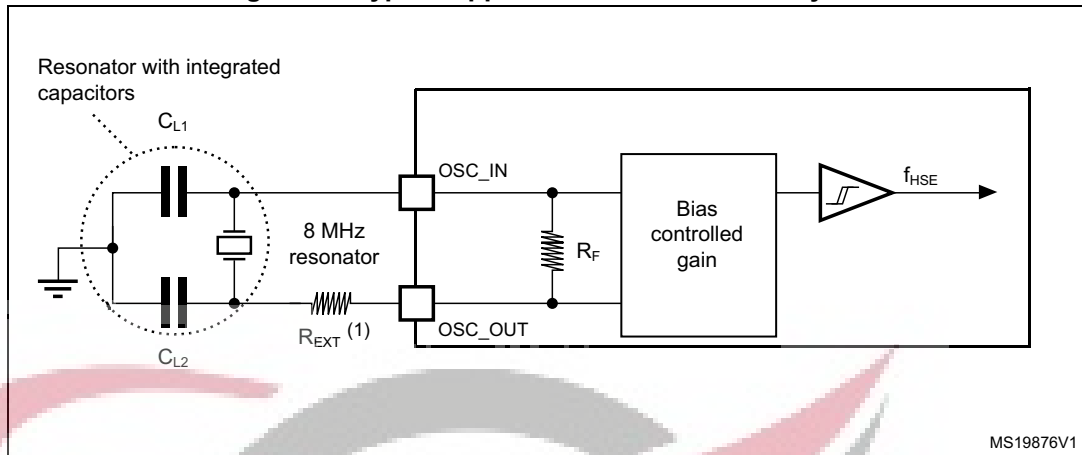 Resonator with integrated
capacitors
CL1
OSC_IN
fHSE
8 MHz
resonator
RF
Bias
controlled
gain
REXT (1)
OSC_OUT
CL2
MS19876V1